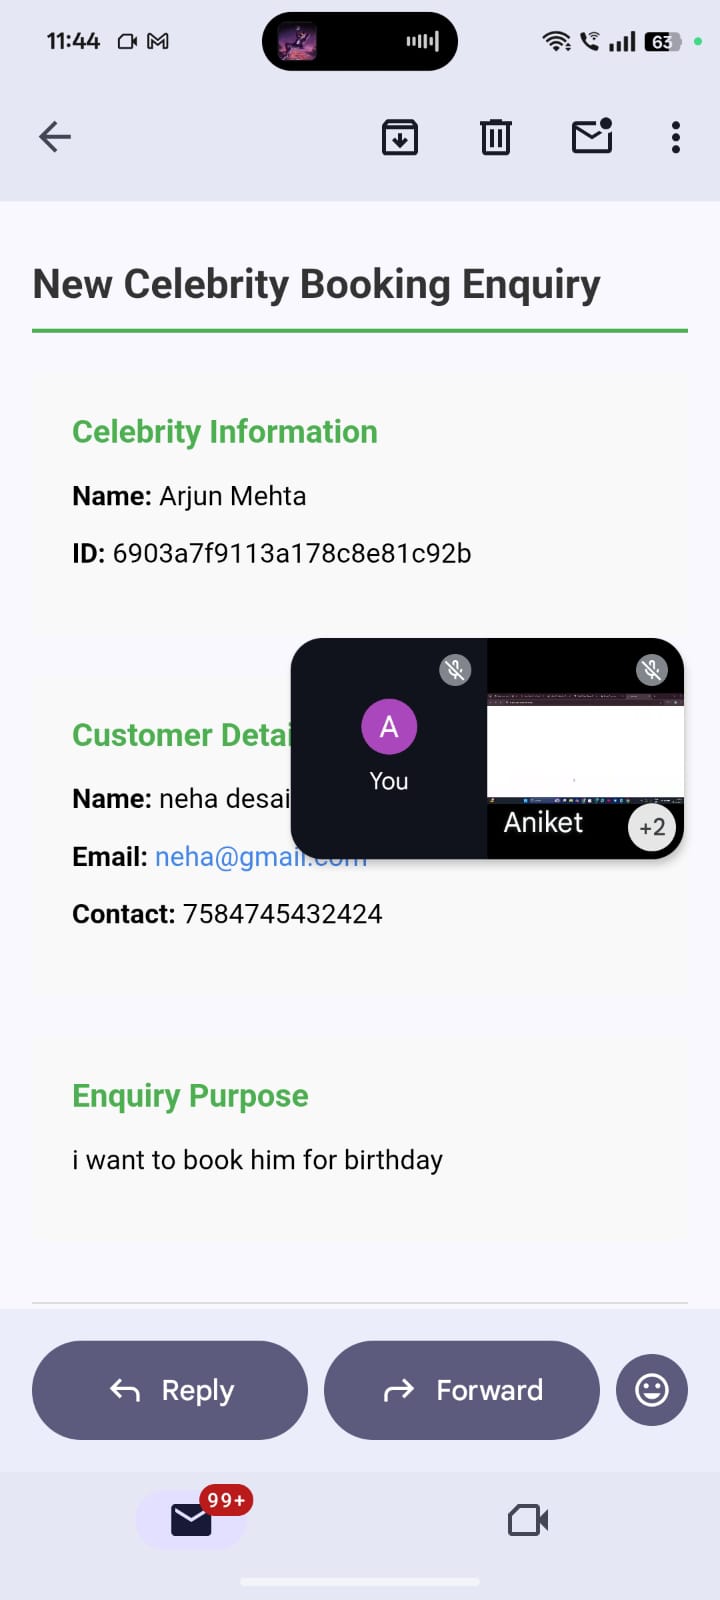 11:44
63
New Celebrity Booking Enquiry
Celebrity Information
Name: Arjun Mehta
ID: 6903a7f9113a178c8e81c92b
Customer Detai
A
You
Aniket
+2
Name: neha desai
Email: neha@gmail.com
Contact: 7584745432424
Enquiry Purpose
i want to book him for birthday
Reply
Forward
99+